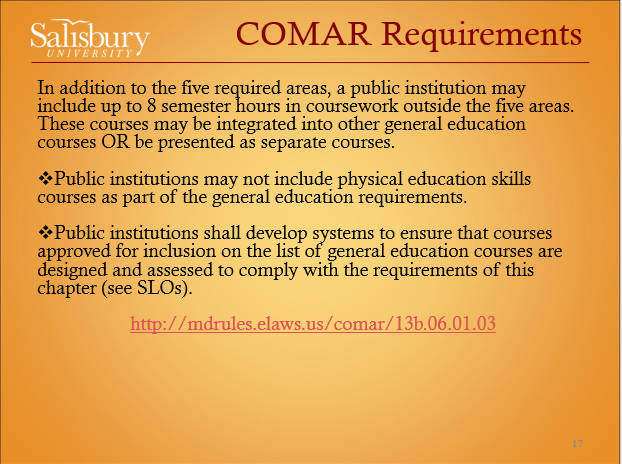 Salisbury
UNIVERSITY
COMAR Requirements
In addition to the five required areas, a public institution may
include up to 8 semester hours in coursework outside the five areas.
These courses may be integrated into other general education
courses OR be presented as separate courses.
❖Public institutions may not include physical education skills
courses as part of the general education requirements.
❖Public institutions shall develop systems to ensure that courses
approved for inclusion on the list of general education courses are
designed and assessed to comply with the requirements of this
chapter (see SLOs).
http://mdrules.elaws.us/comar/13b.06.01.03
17